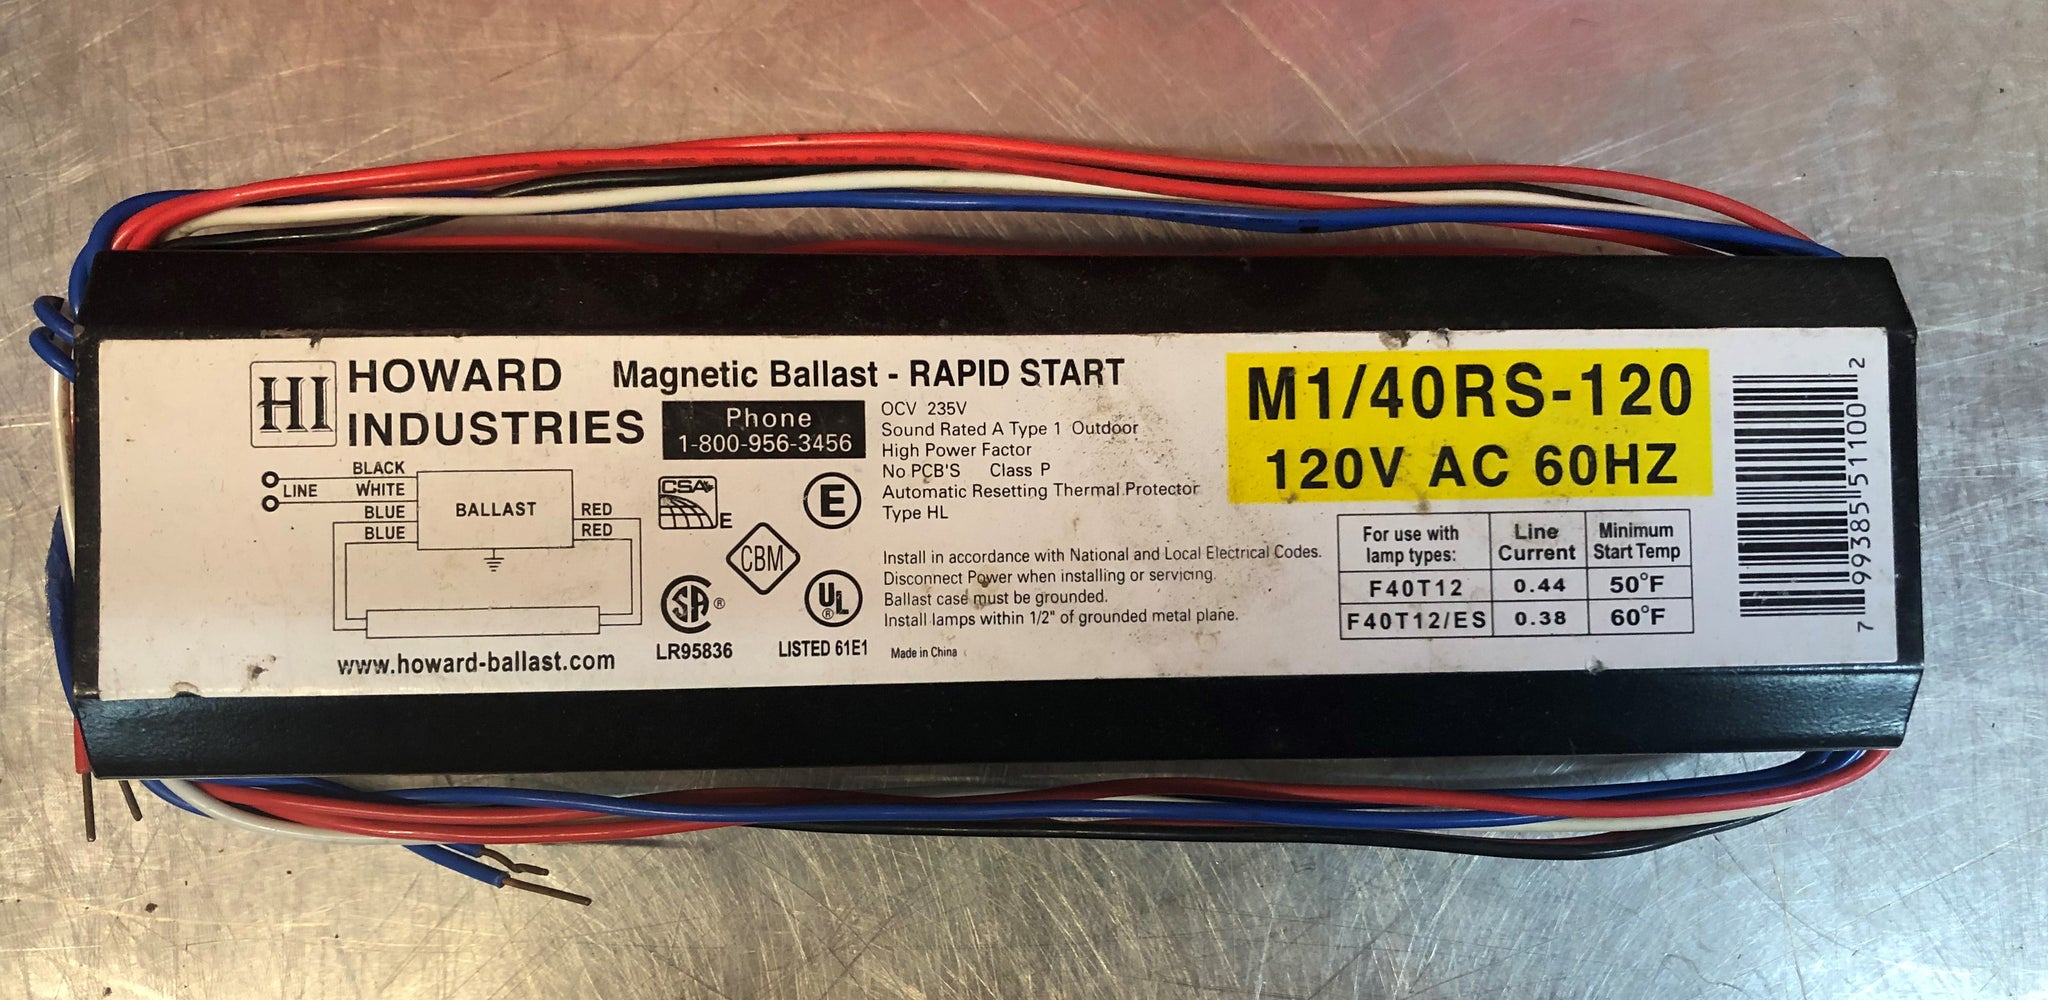 HI HOWARD
INDUSTRIES
Magnetic Ballast - RAPID START
Phone
1-800-956-3456
OCV 235V
Sound Rated A Type 1 Outdoor
High Power Factor
No PCB'S Class P
Automatic Resetting Thermal Protector
Type HL
Install in accordance with National and Local Electrical Codes.
Disconnect Power when installing or servicing.
Ballast case must be grounded.
Install lamps within 1/2" of grounded metal plane.
Made in China
BLACK
LINE WHITE
BLUE
BLUE
BALLAST
RED
RED
www.howard-ballast.com
CSA
E
E
CBM
SA ®
LR95836
UL
®
LISTED 61E1
M1/40RS-120
120V AC 60HZ
For use with lamp types: Line Current Minimum Start Temp
F40T12 0.44 50°F
F40T12/ES 0.38 60°F
7 99385 51100 2